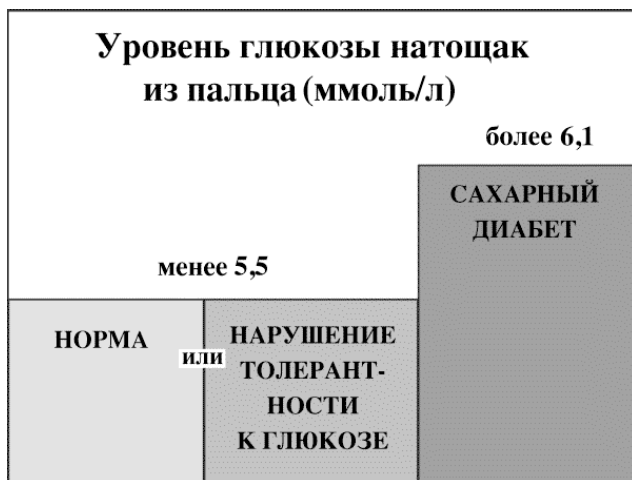 Уровень глюкозы натощак
из пальца (ммоль/л)
более 6,1
САХАРНЫЙ
ДИАБЕТ
менее 5,5
НОРМА
или
НАРУШЕНИЕ
ТОЛЕРАНТ-
НОСТИ
К ГЛЮКОЗЕ